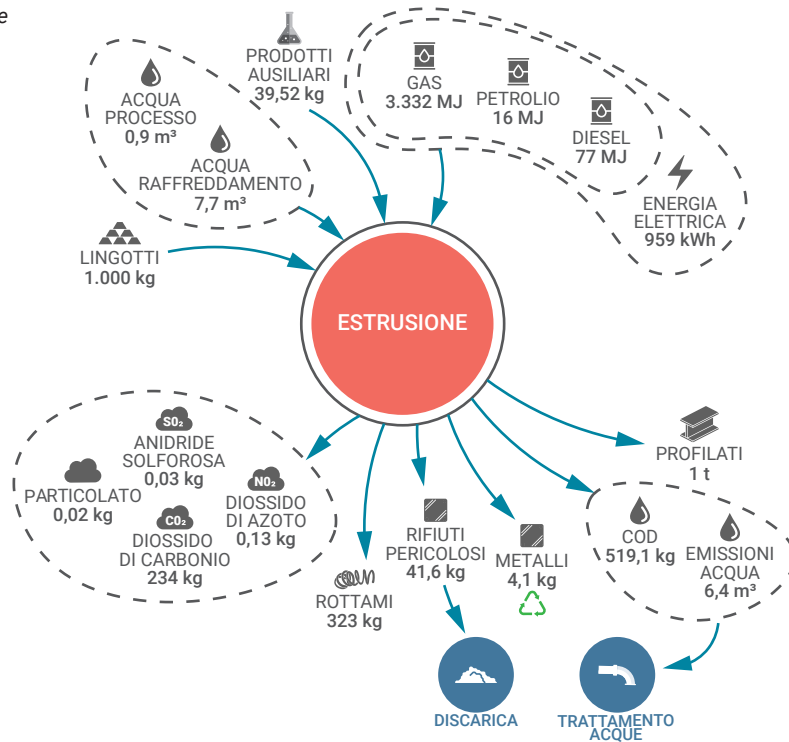 e
PRODOTTI
AUSILIARI
39,52 kg
GAS
3.332 MJ
PETROLIO
16 MJ
DIESEL
77 MJ
ENERGIA
ELETTRICA
959 kWh
ACQUA
PROCESSO
0,9 m³
ACQUA
RAFFREDDAMENTO
7,7 m³
LINGOTTI
1.000 kg
ESTRUSIONE
SO₂
ANIDRIDE
SOLFOROSA
0,03 kg
PARTICOLATO
0,02 kg
NO₂
DIOSSIDO
DI AZOTO
0,13 kg
CO₂
DIOSSIDO
DI CARBONIO
234 kg
ROTTAMI
323 kg
RIFIUTI
PERICOLOSI
41,6 kg
METALLI
4,1 kg
PROFILATI
1 t
COD
519,1 kg
EMISSIONI
ACQUA
6,4 m³
DISCARICA
TRATTAMENTO
ACQUE